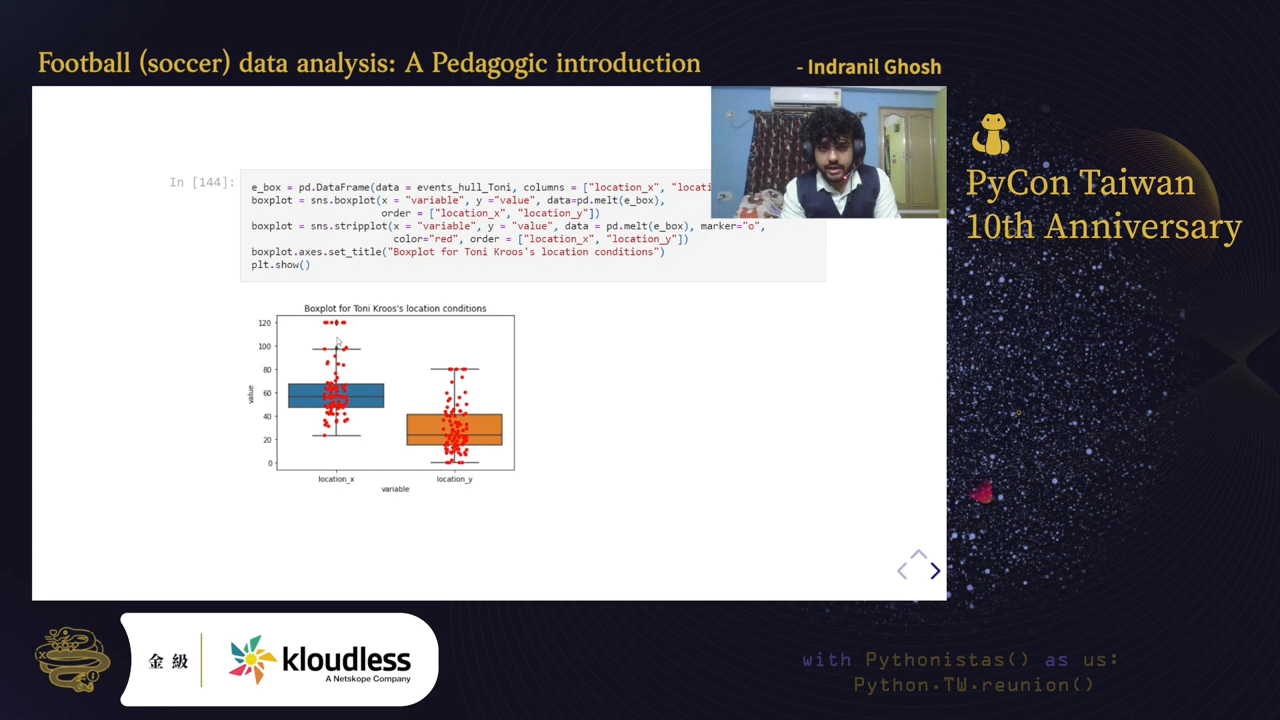 Football (soccer) data analysis: A Pedagogic introduction
- Indranil Ghosh
PyCon Taiwan
10th Anniversary
In [144]:
e_box = pd.DataFrame(data = events_hull_Toni, columns = ["location_x", "locati
boxplot = sns.boxplot(x = "variable", y ="value", data=pd.melt(e_box),
order = ["location_x", "location_y"])
boxplot = sns.stripplot(x = "variable", y = "value", data = pd.melt(e_box), marker="o",
color="red", order = ["location_x", "location_y"])
boxplot.axes.set_title("Boxplot for Toni Kroos's location conditions")
plt.show()
Boxplot for Toni Kroos's location conditions
120
100
80
60
40
20
0
value
location_x
location_y
variable
金級
kloudless
A Netskope Company
with Pythonistas() as us:
Python.TW.reunion()